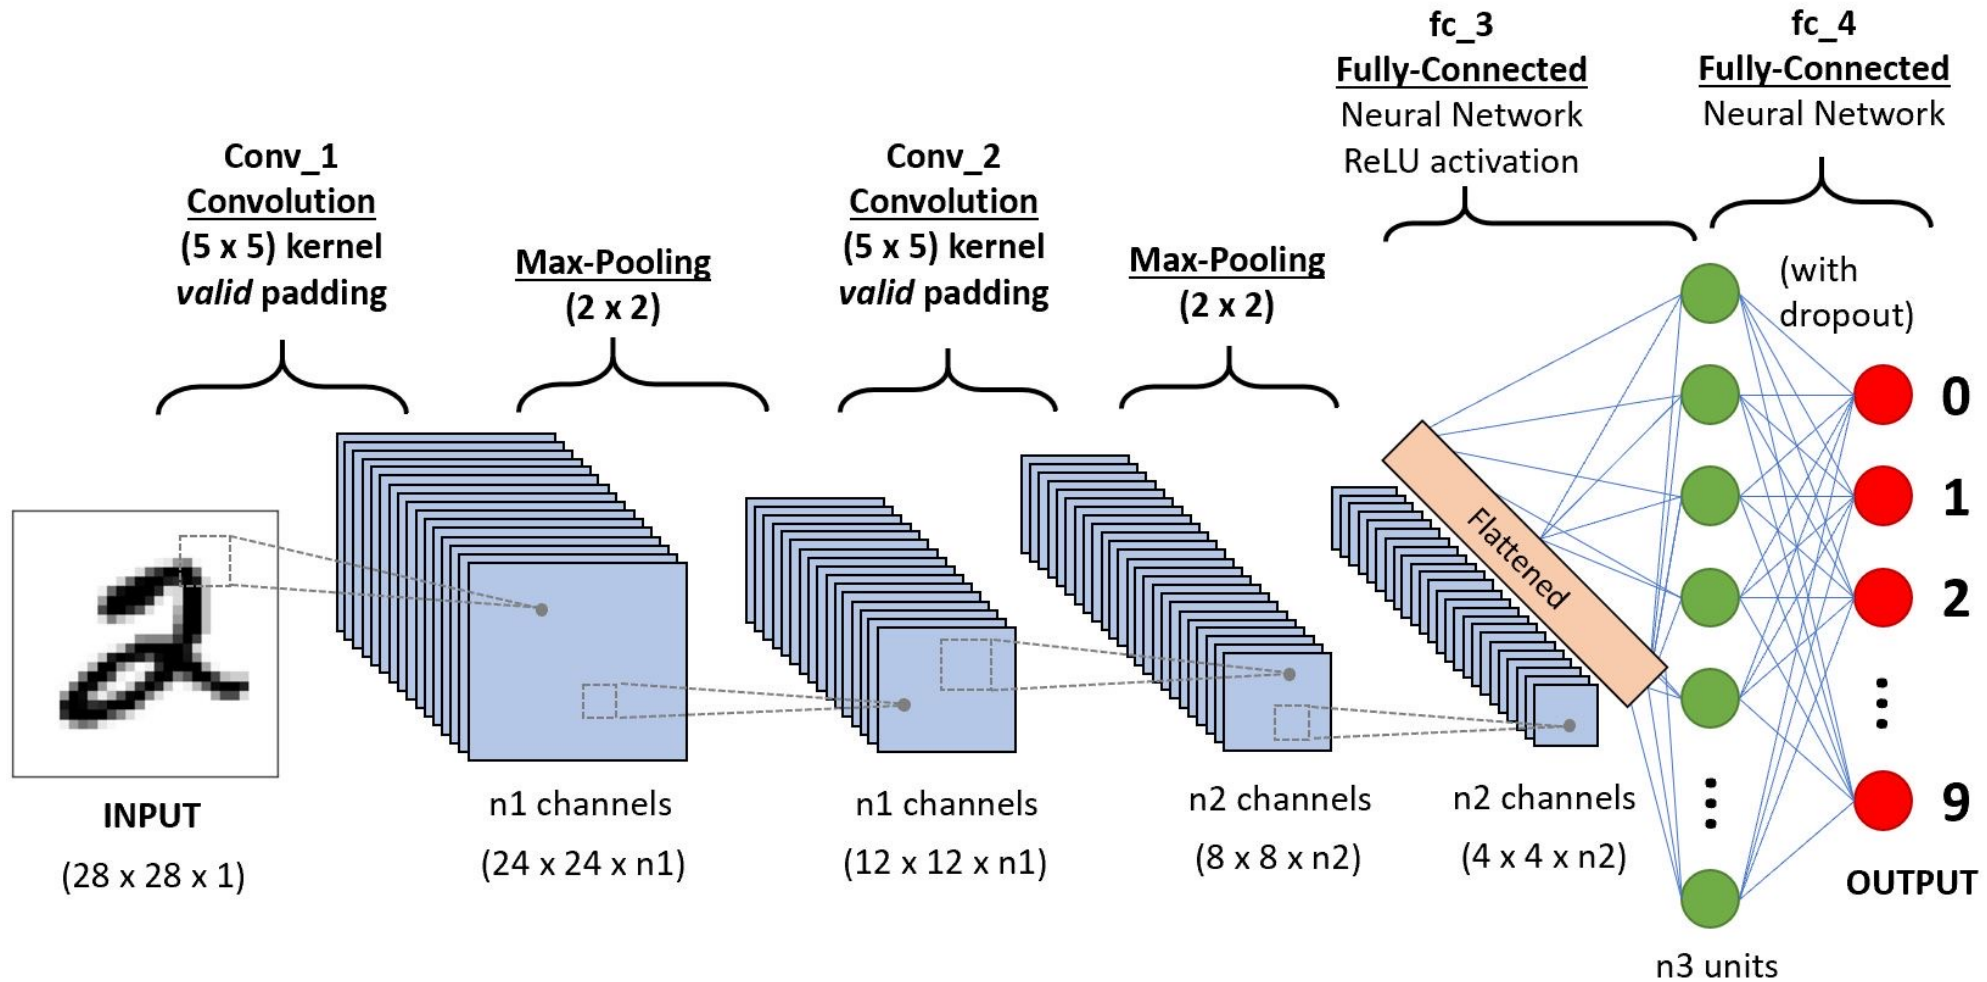 Conv_1
Convolution
(5 x 5) kernel
valid padding
Max-Pooling
(2 x 2)
Conv_2
Convolution
(5 x 5) kernel
valid padding
Max-Pooling
(2 x 2)
fc_3
Fully-Connected
Neural Network
ReLU activation
fc_4
Fully-Connected
Neural Network
(with
dropout)
Flattened
0
1
2
9
OUTPUT
INPUT
(28 x 28 x 1)
n1 channels
(24 x 24 x n1)
n1 channels
(12 x 12 x n1)
n2 channels
(8 x 8 x n2)
n2 channels
(4 x 4 x n2)
n3 units
2